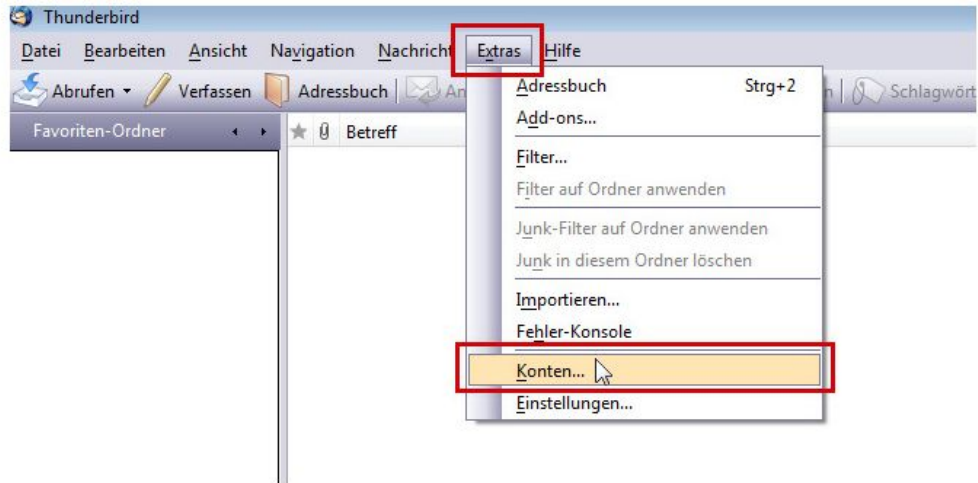 Thunderbird
Datei Bearbeiten Ansicht Navigation Nachricht Extras Hilfe
Abrufen Verfassen Adressbuch An n Schlagwört
Favoriten-Ordner Betreff
Adressbuch Strg+2
Add-ons...
Filter...
Filter auf Ordner anwenden
Junk-Filter auf Ordner anwenden
Junk in diesem Ordner löschen
Importieren...
Fehler-Konsole
Konten...
Einstellungen...